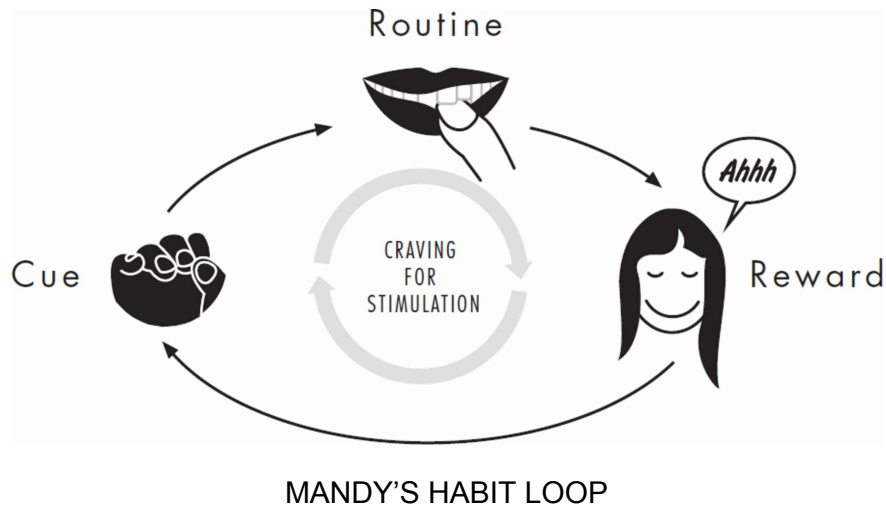 Routine
Ahhh
CRAVING
FOR
STIMULATION
Cue
Reward
MANDY’S HABIT LOOP